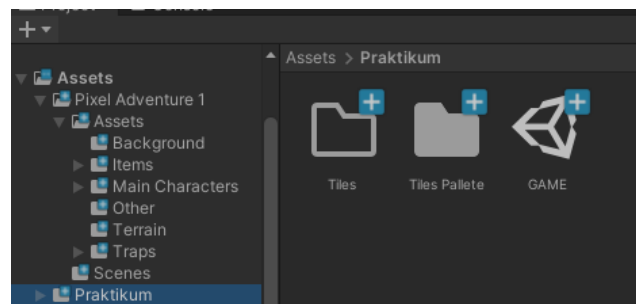 Assets > Praktikum
Assets
Pixel Adventure 1
Assets
Background
Items
Main Characters
Other
Terrain
Traps
Scenes
Praktikum
Tiles
Tiles Pallete
GAME